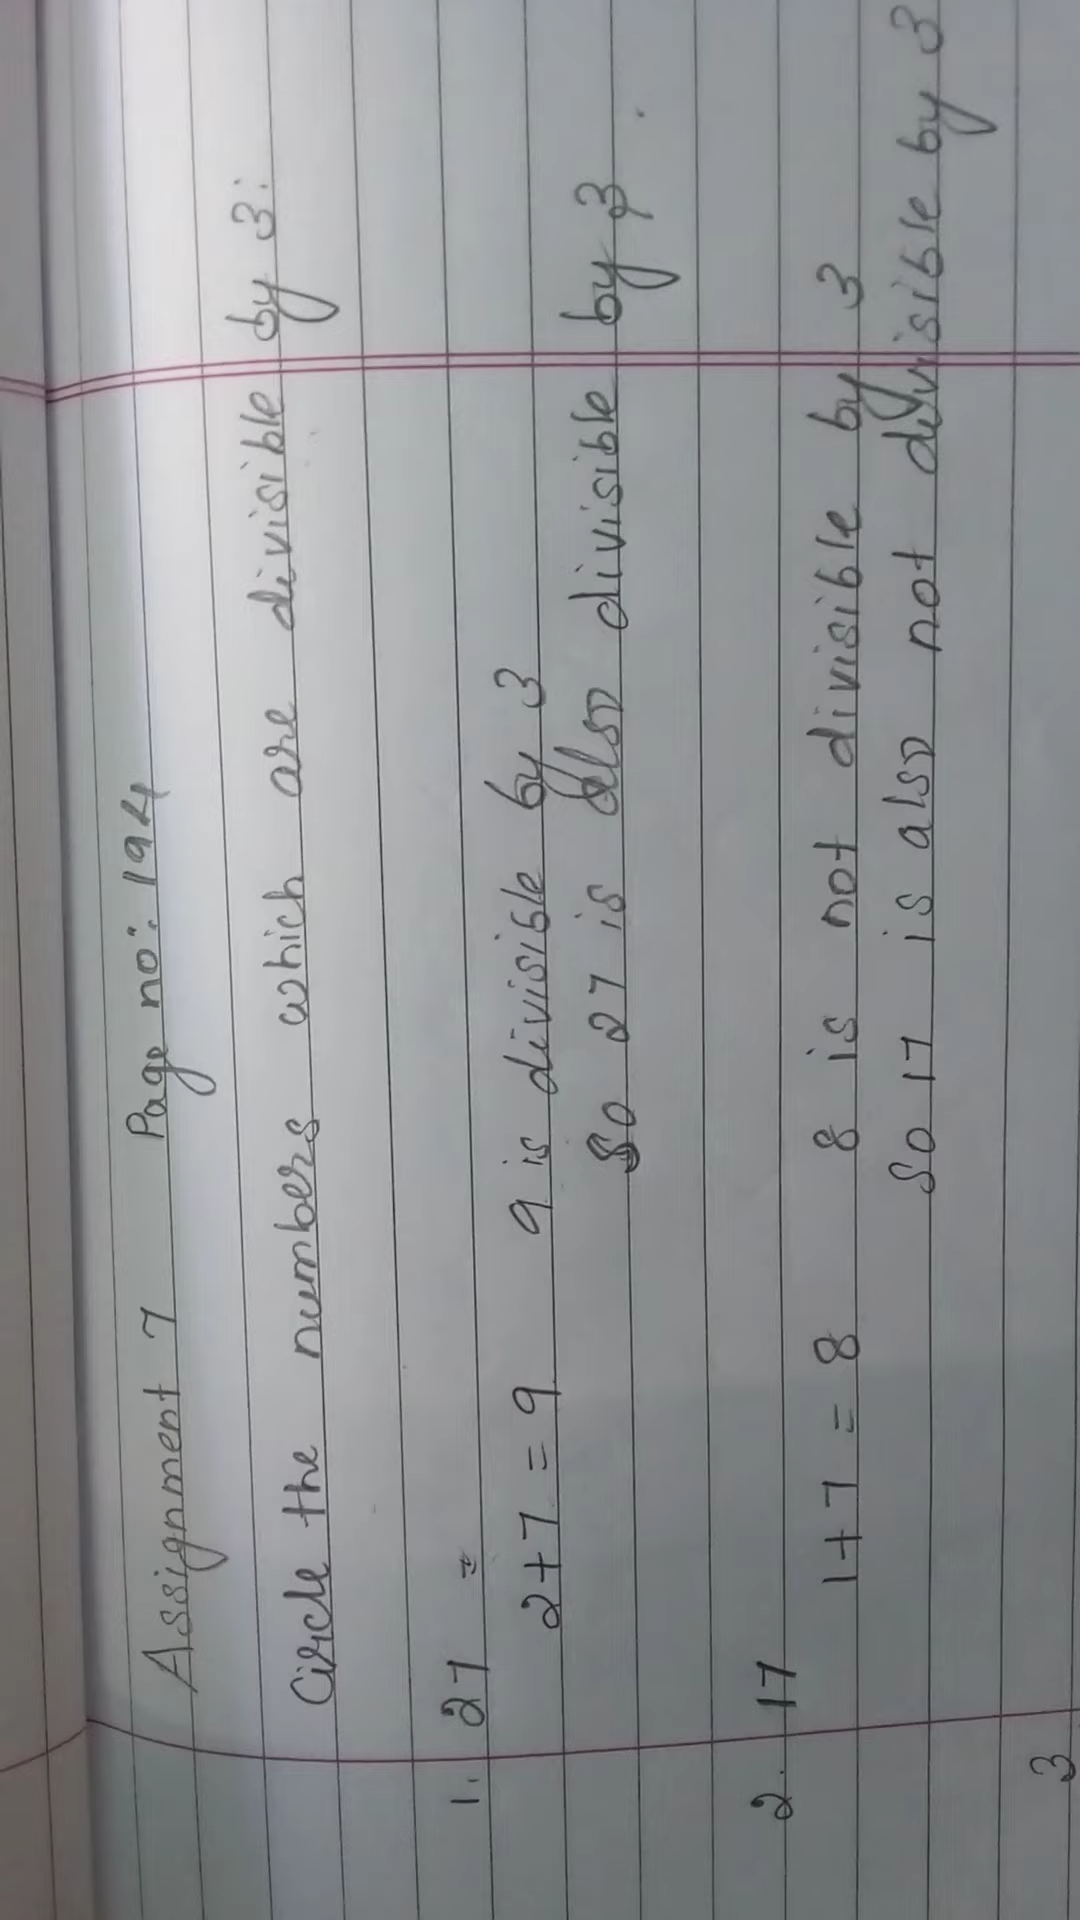 Assignment 7 Page no: 194
Circle the numbers which are divisible by 3:
1. 27 =
2+7 = 9 9 is divisible by 3
So 27 is also divisible by 3
2. 17
1+7 = 8 8 is not divisible by 3
So 17 is also not divisible by 3
3